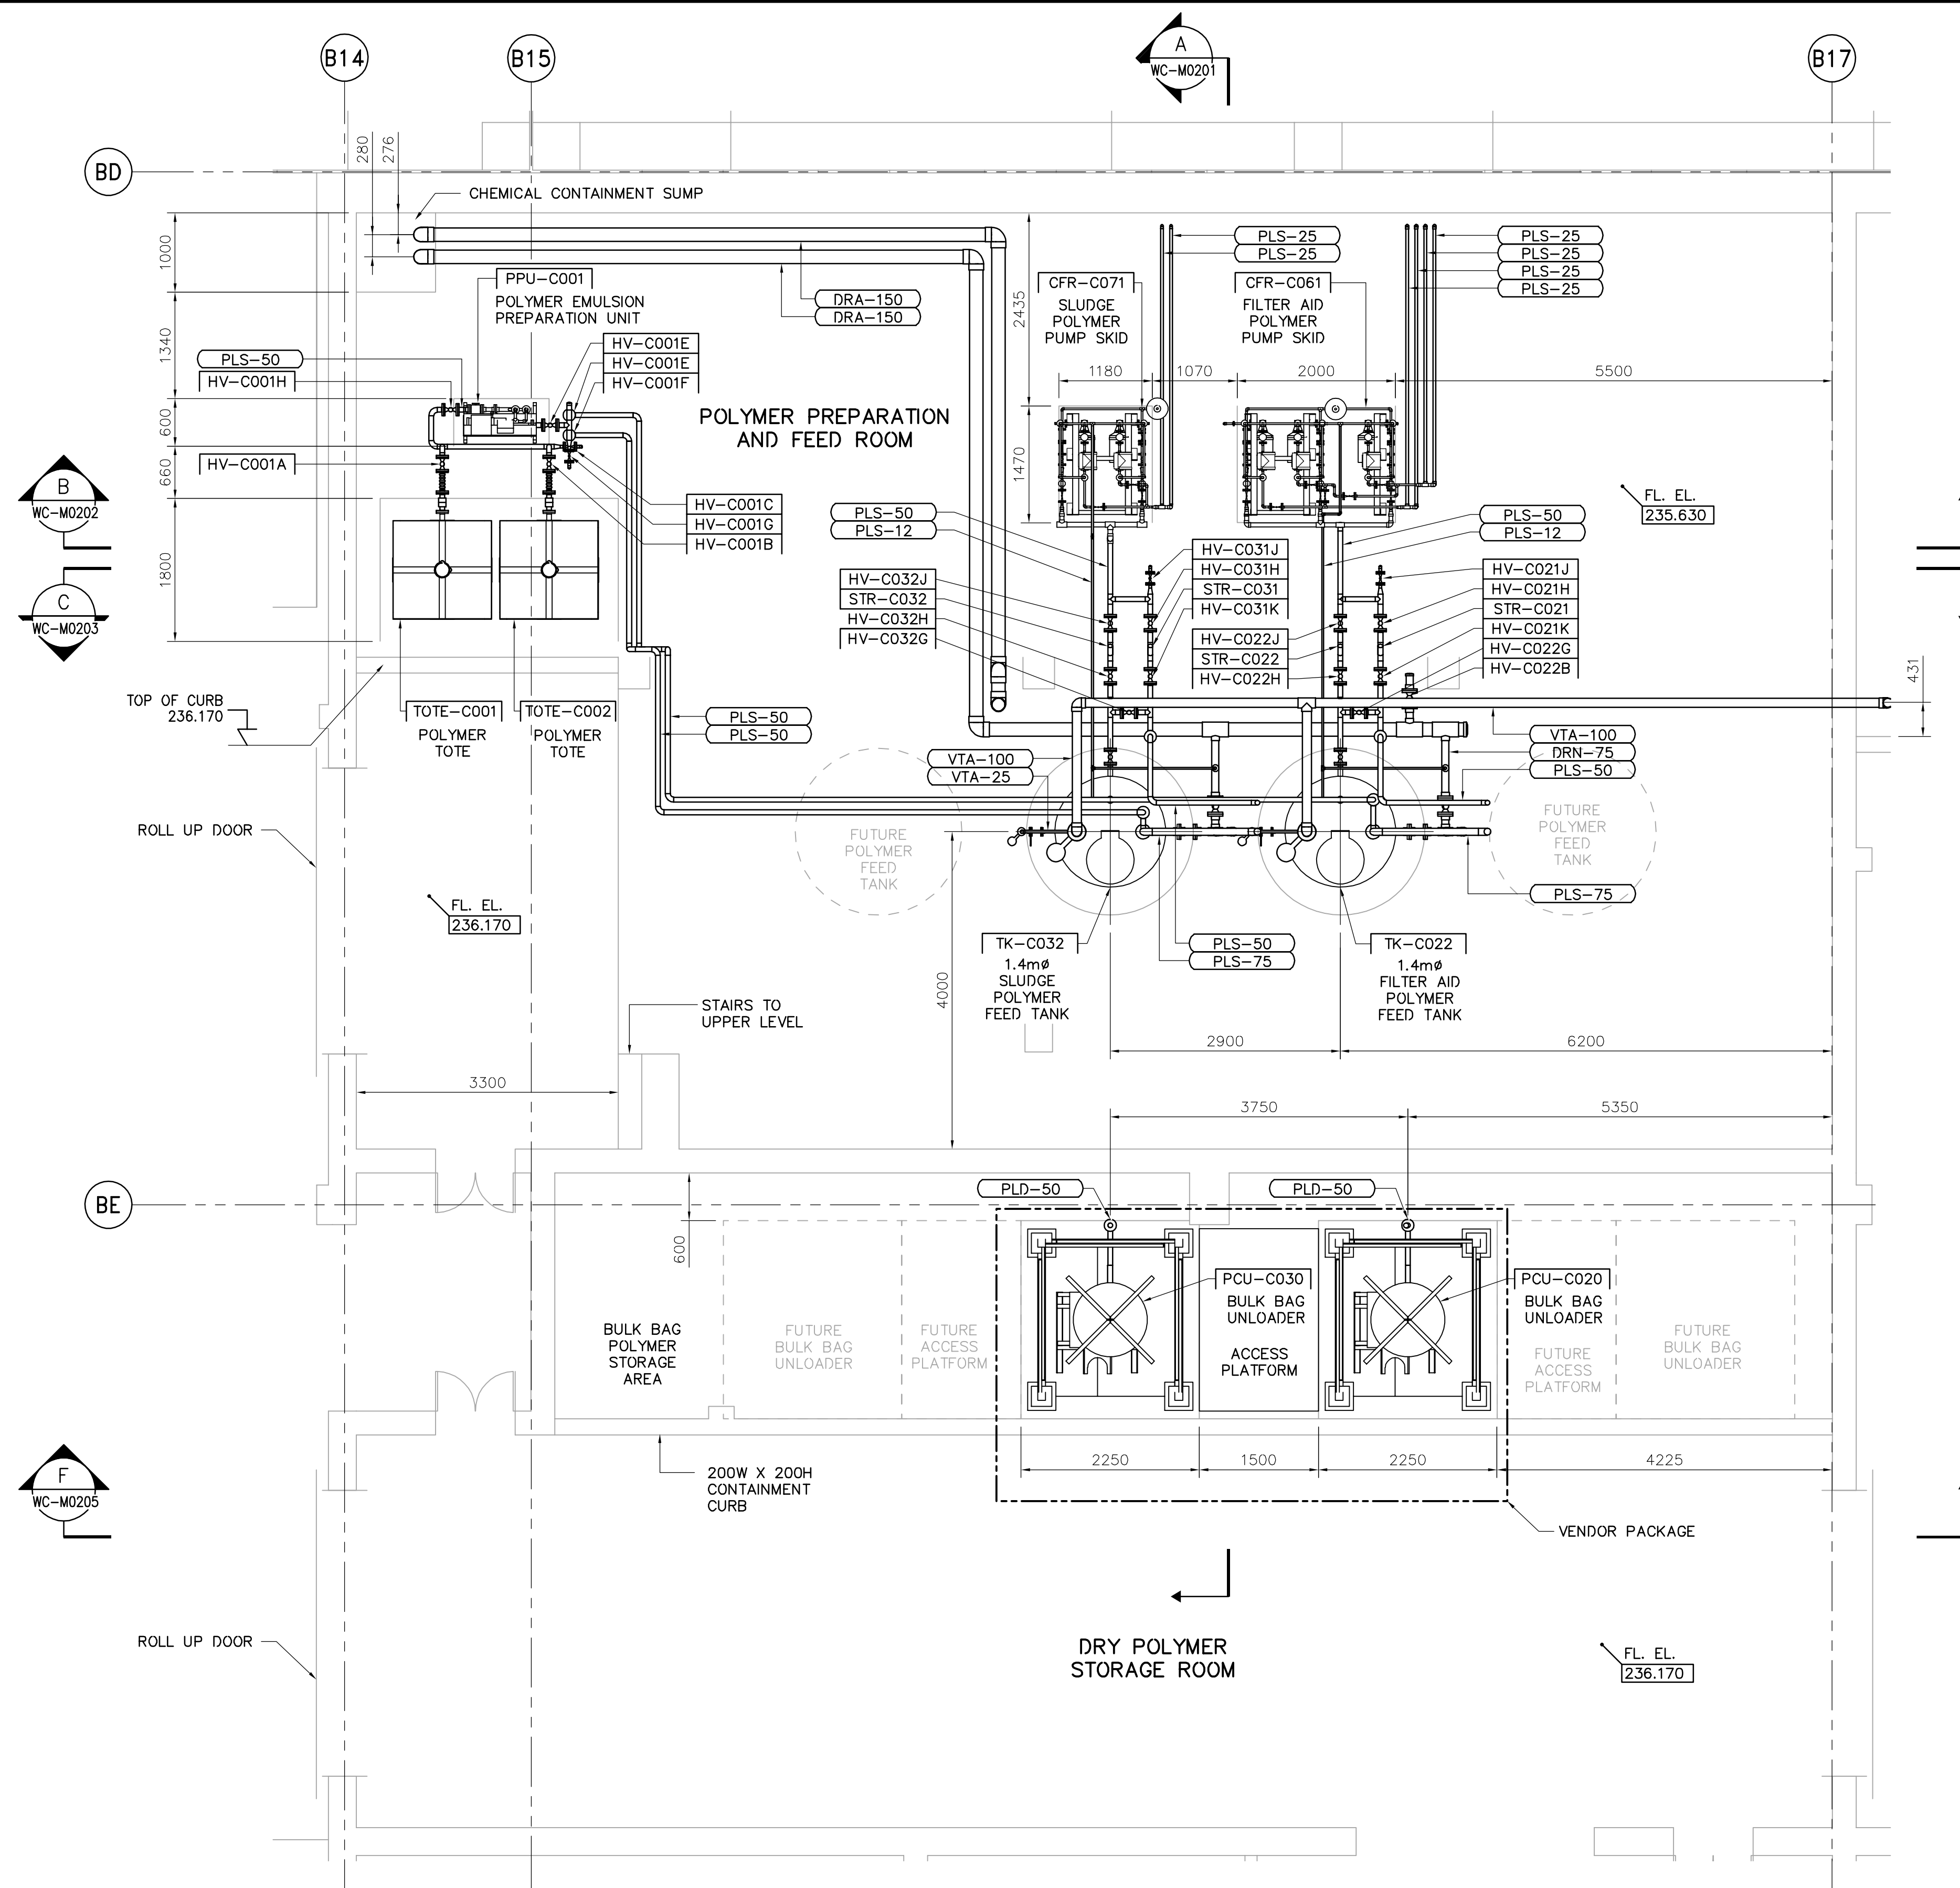 A
WC-M0201
B14
B15
B17
BD
280
276
CHEMICAL CONTAINMENT SUMP
1000
1340
600
660
1800
PPU-C001
POLYMER EMULSION
PREPARATION UNIT
DRA-150
DRA-150
PLS-50
HV-C001H
HV-C001A
HV-C001E
HV-C001E
HV-C001F
POLYMER PREPARATION
AND FEED ROOM
HV-C001C
HV-C001G
HV-C001B
2435
1470
CFR-C071
SLUDGE
POLYMER
PUMP SKID
PLS-25
PLS-25
CFR-C061
FILTER AID
POLYMER
PUMP SKID
PLS-25
PLS-25
PLS-25
PLS-25
1180
1070
2000
5500
B
WC-M0202
C
WC-M0203
FL. EL.
235.630
PLS-50
PLS-12
PLS-50
PLS-12
HV-C032J
STR-C032
HV-C032H
HV-C032G
HV-C031J
HV-C031H
STR-C031
HV-C031K
HV-C022J
STR-C022
HV-C022H
HV-C021J
HV-C021H
STR-C021
HV-C021K
HV-C022G
HV-C022B
431
TOP OF CURB
236.170
TOTE-C001
POLYMER
TOTE
TOTE-C002
POLYMER
TOTE
PLS-50
PLS-50
VTA-100
VTA-25
VTA-100
DRN-75
PLS-50
ROLL UP DOOR
FUTURE
POLYMER
FEED
TANK
FUTURE
POLYMER
FEED
TANK
PLS-75
FL. EL.
236.170
TK-C032
1.4mø
SLUDGE
POLYMER
FEED TANK
PLS-50
PLS-75
TK-C022
1.4mø
FILTER AID
POLYMER
FEED TANK
4000
STAIRS TO
UPPER LEVEL
2900
6200
3300
3750
5350
BE
PLD-50
PLD-50
600
BULK BAG
POLYMER
STORAGE
AREA
FUTURE
BULK BAG
UNLOADER
FUTURE
ACCESS
PLATFORM
PCU-C030
BULK BAG
UNLOADER
ACCESS
PLATFORM
PCU-C020
BULK BAG
UNLOADER
FUTURE
ACCESS
PLATFORM
FUTURE
BULK BAG
UNLOADER
2250
1500
2250
4225
F
WC-M0205
200W X 200H
CONTAINMENT
CURB
VENDOR PACKAGE
ROLL UP DOOR
DRY POLYMER
STORAGE ROOM
FL. EL.
236.170